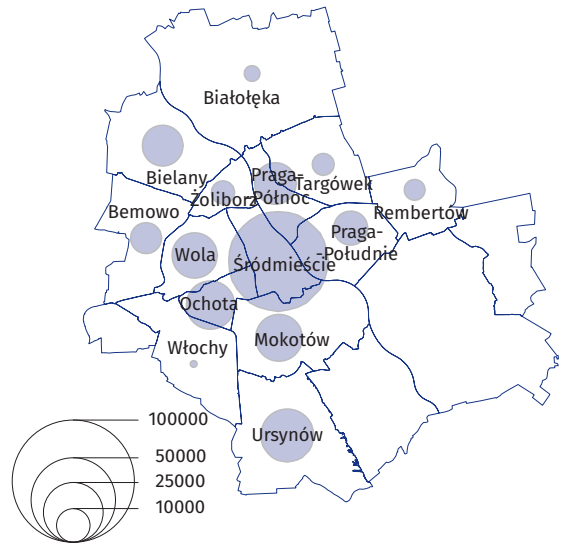 Białołęka
Bielany
Praga-
Północ
Targówek
Żoliborz
Bemowo
Rembertów
Praga-
-Południe
Wola
Śródmieście
Ochota
Mokotów
Włochy
Ursynów
100000
50000
25000
10000